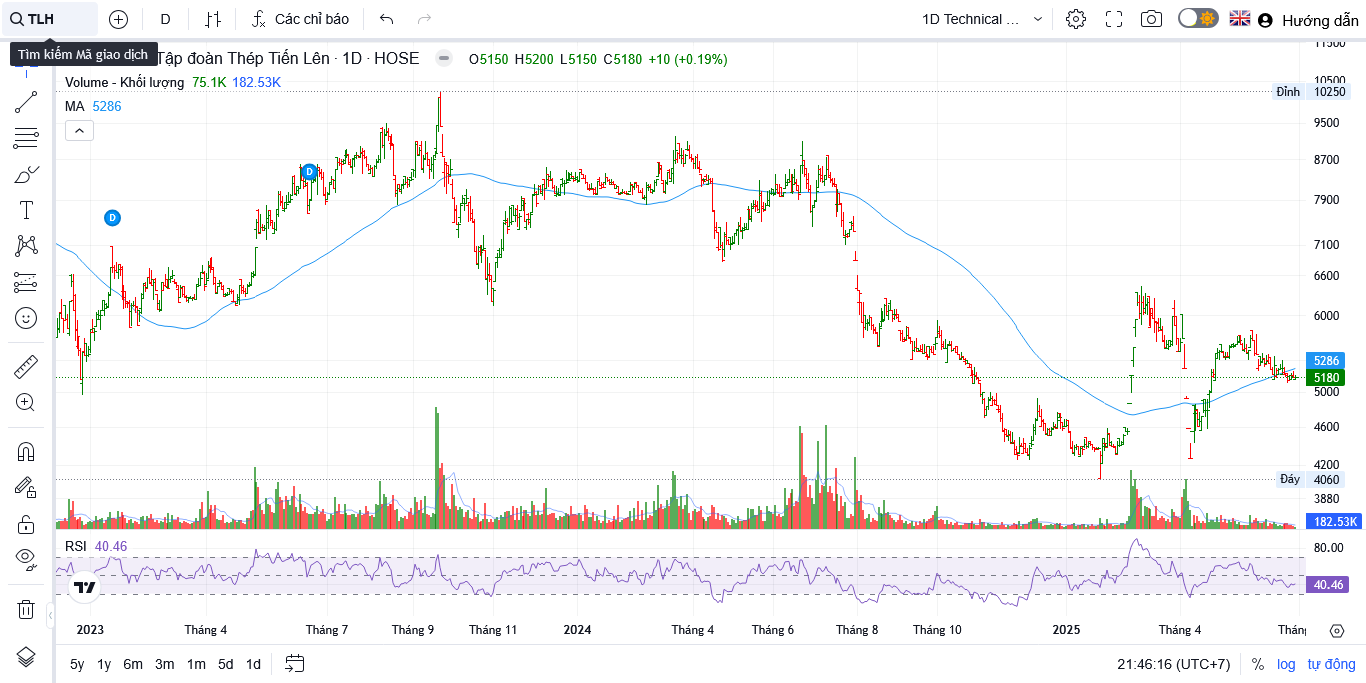 TLH
D
Các chỉ báo
1D Technical ...
Hướng dẫn
Tìm kiếm Mã giao dịch
Tập đoàn Thép Tiến Lên · 1D · HOSE
O5150 H5200 L5150 C5180 +10 (+0.19%)
Volume - Khối lượng 75.1K 182.53K
MA 5286
11500
10500
Đỉnh 10250
9500
8700
7900
7100
6600
6000
5286
5180
5000
4600
4200
Đáy 4060
3880
182.53K
D
D
RSI 40.46
80.00
40.46
2023 Tháng 4 Tháng 7 Tháng 9 Tháng 11 2024 Tháng 4 Tháng 6 Tháng 8 Tháng 10 2025 Tháng 4
5y 1y 6m 3m 1m 5d 1d
21:46:16 (UTC+7) % log tự động